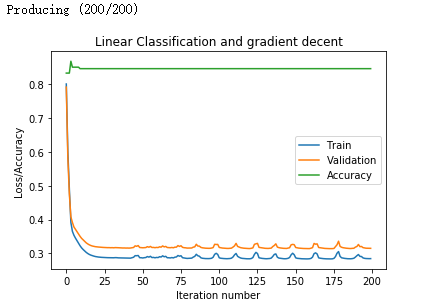 Producing (200/200)
Linear Classification and gradient decent
Loss/Accuracy
0.8
0.7
0.6
0.5
0.4
0.3
Train
Validation
Accuracy
0 25 50 75 100 125 150 175 200
Iteration number